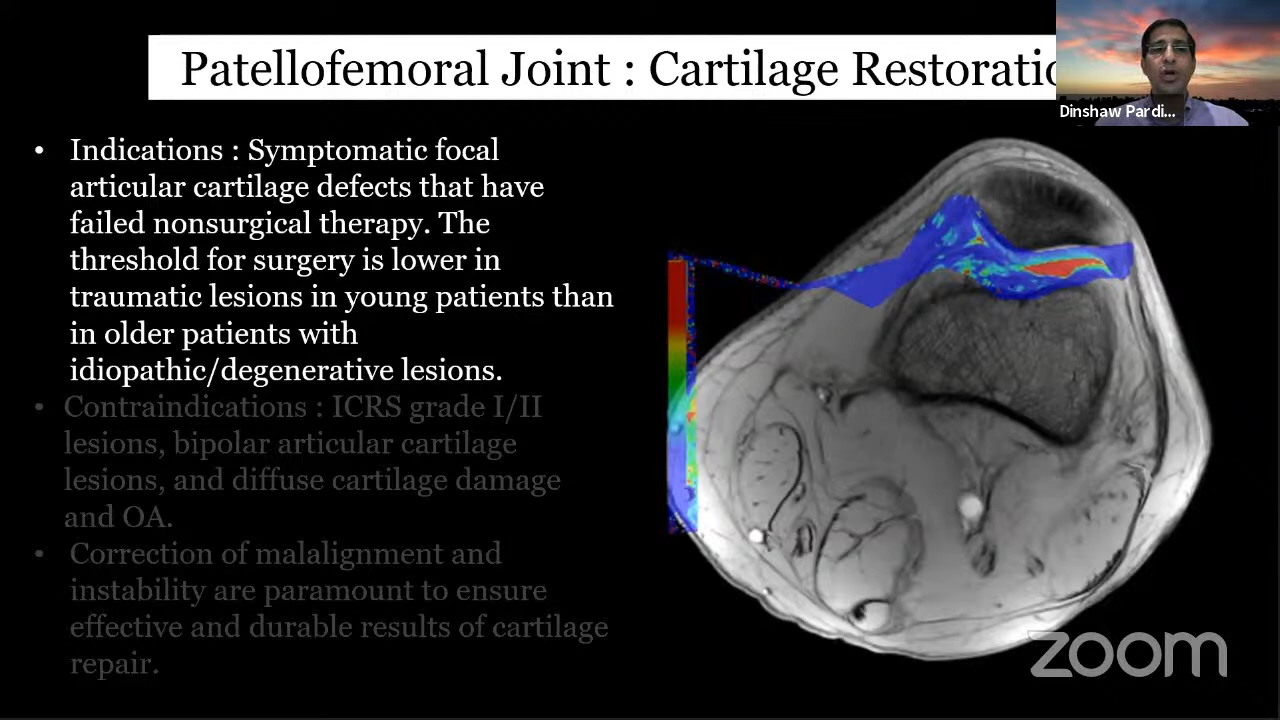 Patellofemoral Joint : Cartilage
Dinshaw Pardi...
• Indications : Symptomatic focal
articular cartilage defects that have
failed nonsurgical therapy. The
threshold for surgery is lower in
traumatic lesions in young patients than
in older patients with
idiopathic/degenerative lesions.
• Contraindications : ICRS grade I/II
lesions, bipolar articular cartilage
lesions, and diffuse cartilage damage
and OA.
• Correction of malalignment and
instability are paramount to ensure
effective and durable results of cartilage
repair.
zoom